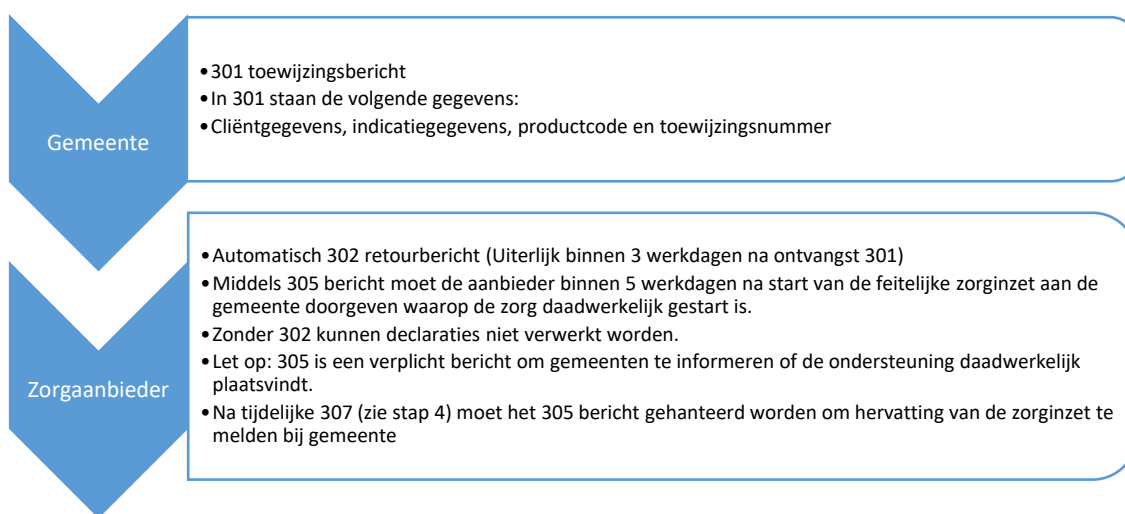 Gemeente
•301 toewijzingsbericht
•In 301 staan de volgende gegevens:
•Cliëntgegevens, indicatiegegevens, productcode en toewijzingsnummer
Zorgaanbieder
•Automatisch 302 retourbericht (Uiterlijk binnen 3 werkdagen na ontvangst 301)
•Middels 305 bericht moet de aanbieder binnen 5 werkdagen na start van de feitelijke zorginzet aan de
gemeente doorgeven waarop de zorg daadwerkelijk gestart is.
•Zonder 302 kunnen declaraties niet verwerkt worden.
•Let op: 305 is een verplicht bericht om gemeenten te informeren of de ondersteuning daadwerkelijk
plaatsvindt.
•Na tijdelijke 307 (zie stap 4) moet het 305 bericht gehanteerd worden om hervatting van de zorginzet te
melden bij gemeente